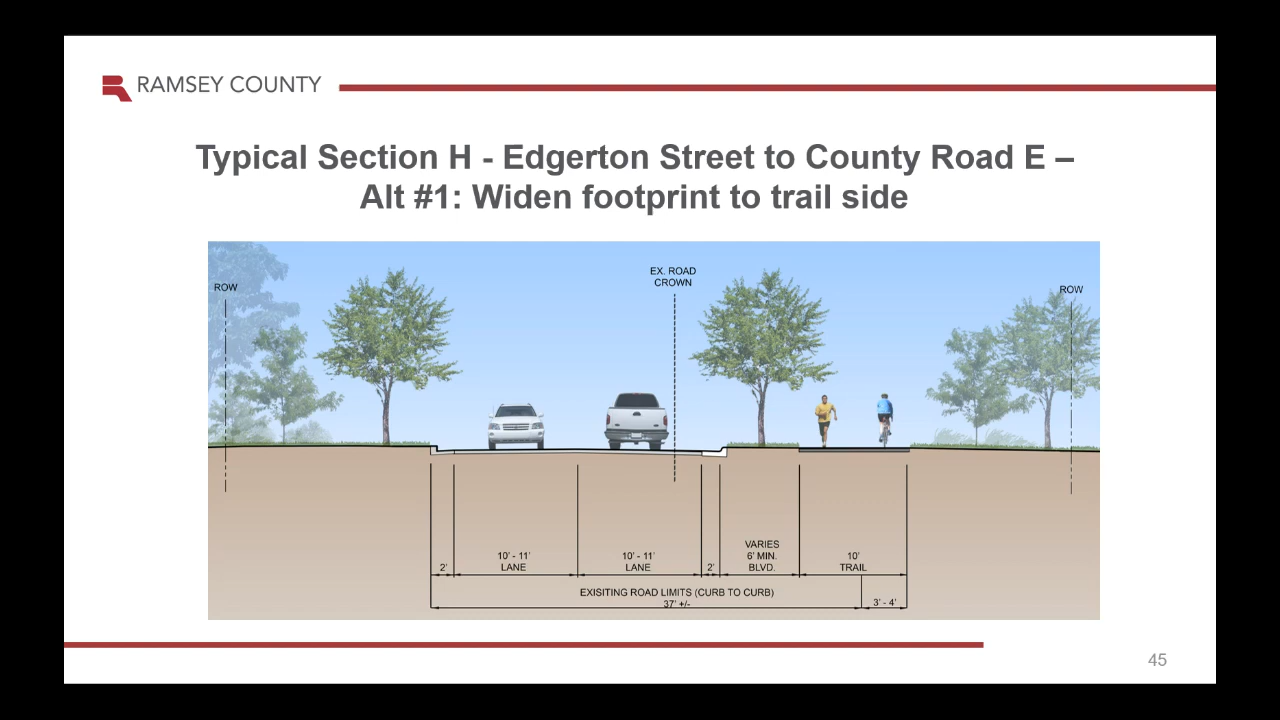 RAMSEY COUNTY
Typical Section H - Edgerton Street to County Road E –
Alt #1: Widen footprint to trail side
EX. ROAD
CROWN
ROW
ROW
VARIES
10' - 11'
10' - 11'
6' MIN.
10'
2'
LANE
LANE
2'
BLVD.
TRAIL
EXISITING ROAD LIMITS (CURB TO CURB)
37' +/-
3' - 4'
45